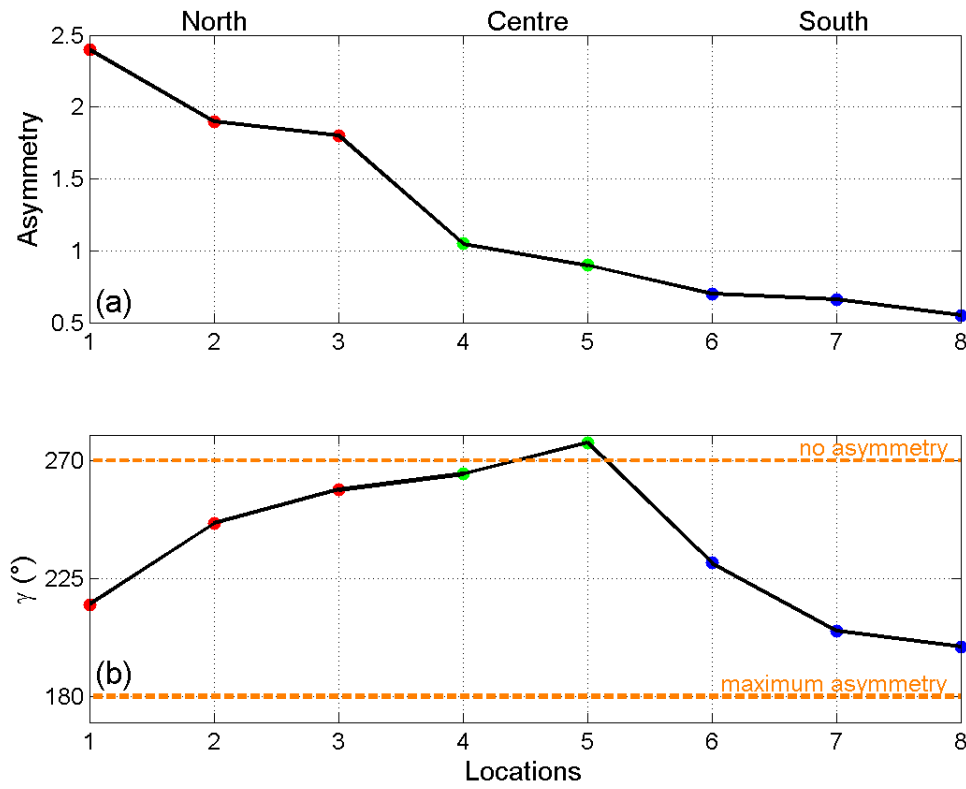 North Centre South
2.5
2
1.5
1
0.5
Asymmetry
(a)
1 2 3 4 5 6 7 8
270
225
180
γ (°)
no asymmetry
maximum asymmetry
(b)
1 2 3 4 5 6 7 8
Locations